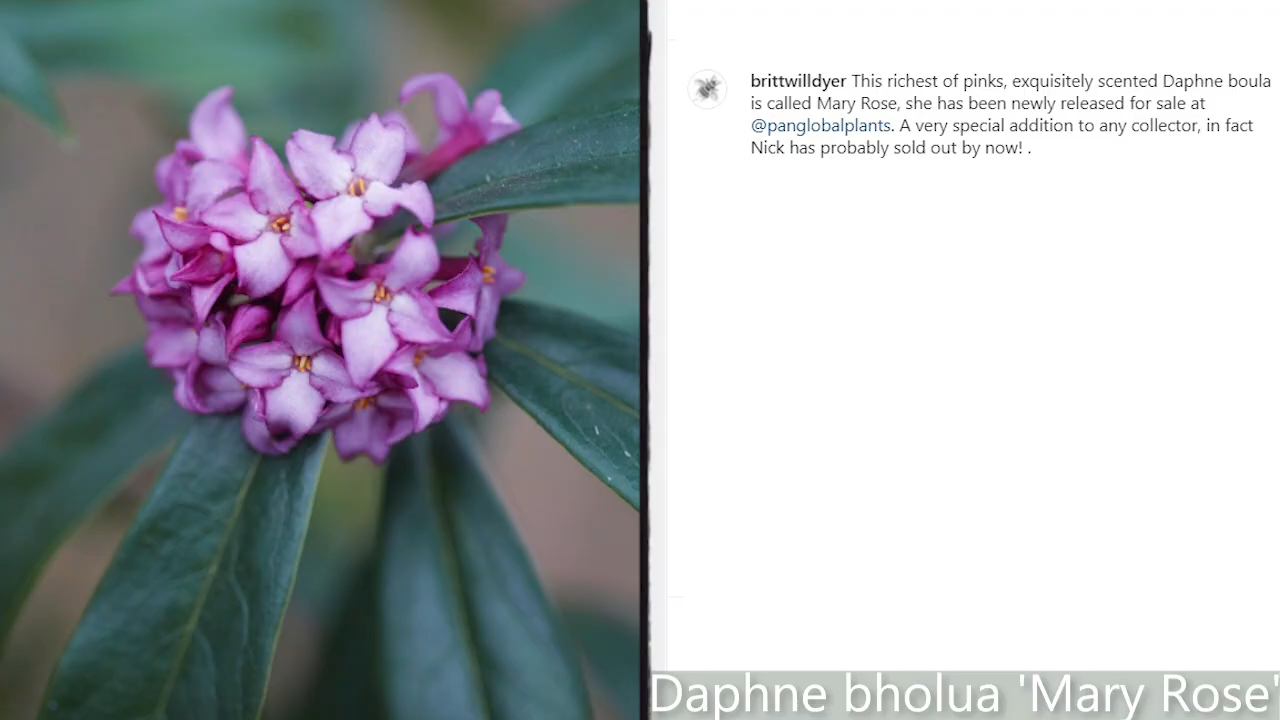 brittwilldyer This richest of pinks, exquisitely scented Daphne boula
is called Mary Rose, she has been newly released for sale at
@panglobalplants. A very special addition to any collector, in fact
Nick has probably sold out by now! .
Daphne bholua 'Mary Rose'